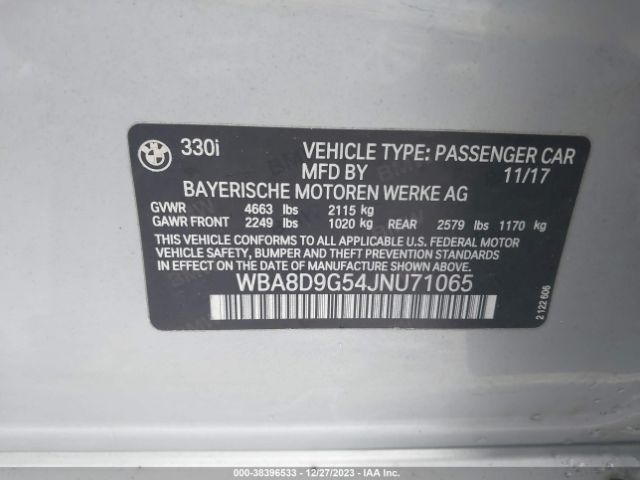 BMW
330i
VEHICLE TYPE: PASSENGER CAR
MFD BY 11/17
BAYERISCHE MOTOREN WERKE AG
GVWR 4663 lbs 2115 kg
GAWR FRONT 2249 lbs 1020 kg REAR 2579 lbs 1170 kg
THIS VEHICLE CONFORMS TO ALL APPLICABLE U.S. FEDERAL MOTOR
VEHICLE SAFETY, BUMPER AND THEFT PREVENTION STANDARDS
IN EFFECT ON THE DATE OF MANUFACTURE SHOWN ABOVE.
WBA8D9G54JNU71065
2 122 606
000-38396533 - 12/27/2023 - IAA Inc.